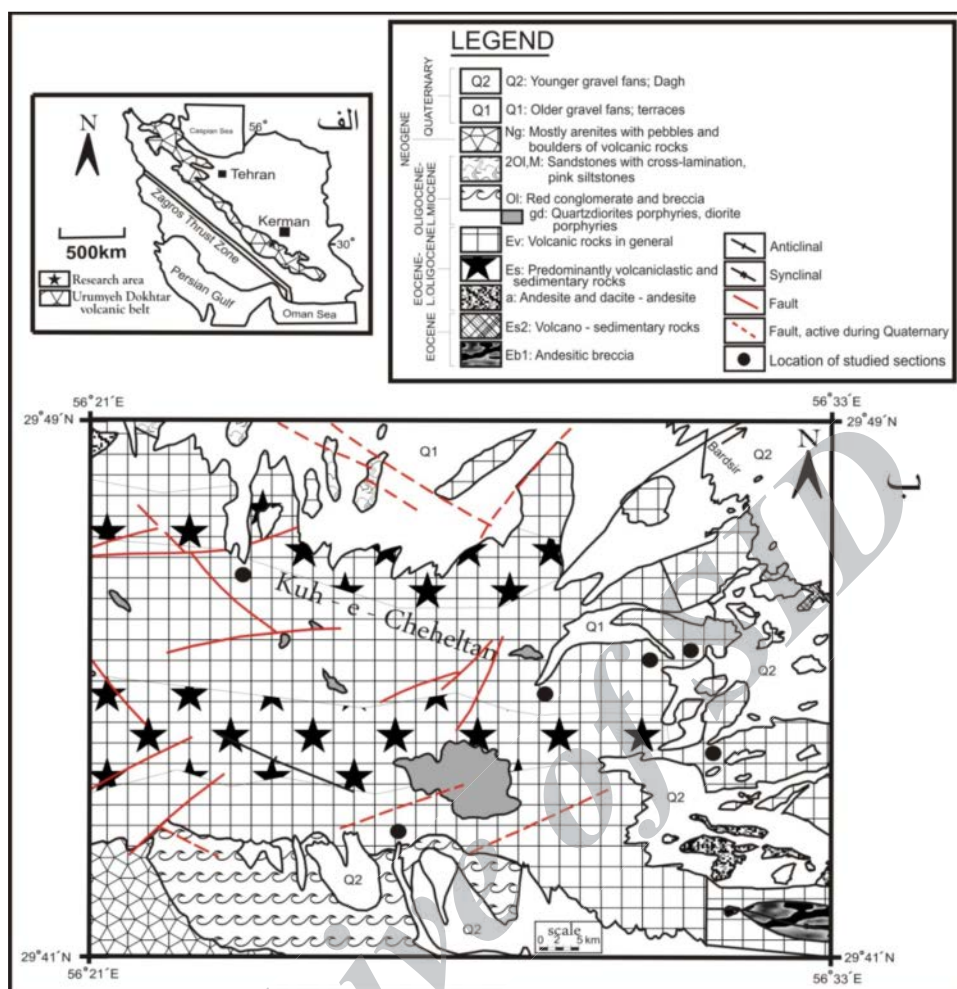 LEGEND
Q2 Q2: Younger gravel fans; Dagh
Q1 Q1: Older gravel fans; terraces
Ng: Mostly arenites with pebbles and
boulders of volcanic rocks
2Ol,M: Sandstones with cross-lamination,
pink siltstones
Ol: Red conglomerate and breccia
gd: Quartzdiorites porphyries, diorite
porphyries
Ev: Volcanic rocks in general
Es: Predominantly volcaniclastic and
sedimentary rocks
a: Andesite and dacite - andesite
Es2: Volcano - sedimentary rocks
Eb1: Andesitic breccia
Anticlinal
Synclinal
Fault
Fault, active during Quaternary
Location of studied sections
QUATERNARY
NEOGENE
OLIGOCENE-
L.MIOCENE
EOCENE-
L.OLIGOCENE
EOCENE
الف
N
Caspian Sea
56°
Tehran
Kerman
30°
Zagros Thrust Zone
500km
Persian Gulf
Oman Sea
Research area
Urumyeh Dokhtar
volcanic belt
56°21´E
56°33´E
29°49´N
29°49´N
Q1
Bardsir
Q2
N
ب
Kuh - e - Cheheltan
Q1
Q2
Q2
Q2
Q2
scale
0 2 5 km
29°41´N
29°41´N
56°21´E
56°33´E
ive of SID